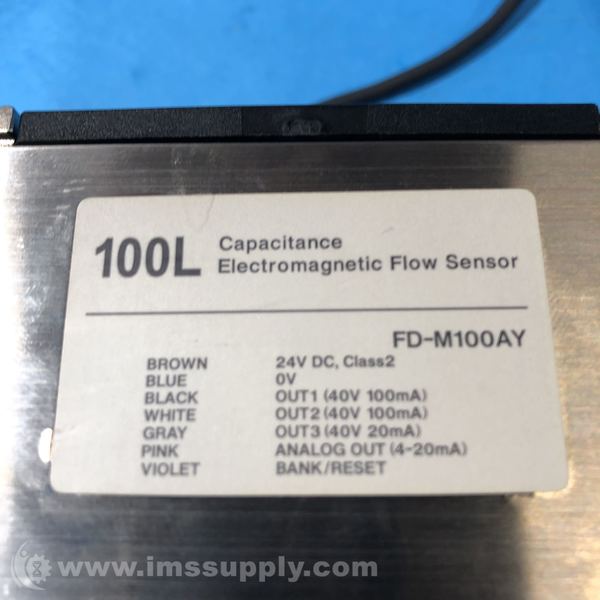 100L Capacitance
Electromagnetic Flow Sensor
FD-M100AY
BROWN 24V DC, Class2
BLUE 0V
BLACK OUT1 (40V 100mA)
WHITE OUT2 (40V 100mA)
GRAY OUT3 (40V 20mA)
PINK ANALOG OUT (4-20mA)
VIOLET BANK/RESET
www.imssupply.com